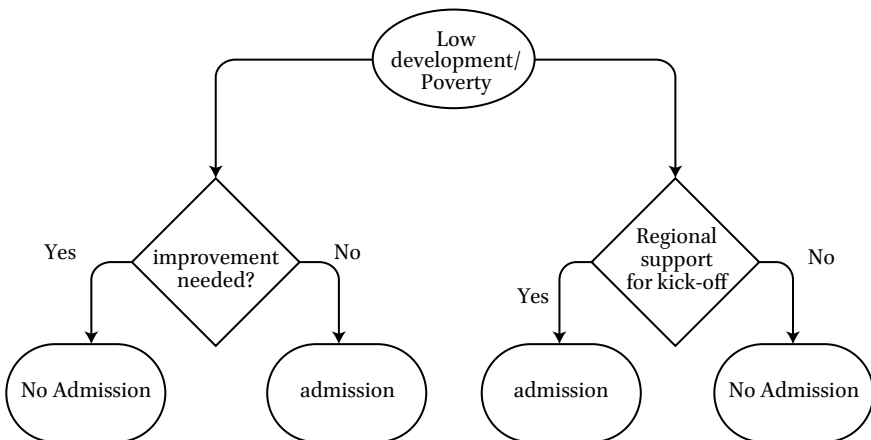 Low
development/
Poverty
Yes
improvement
needed?
No
Regional
support
for kick-off
No
Yes
No Admission
admission
admission
No Admission